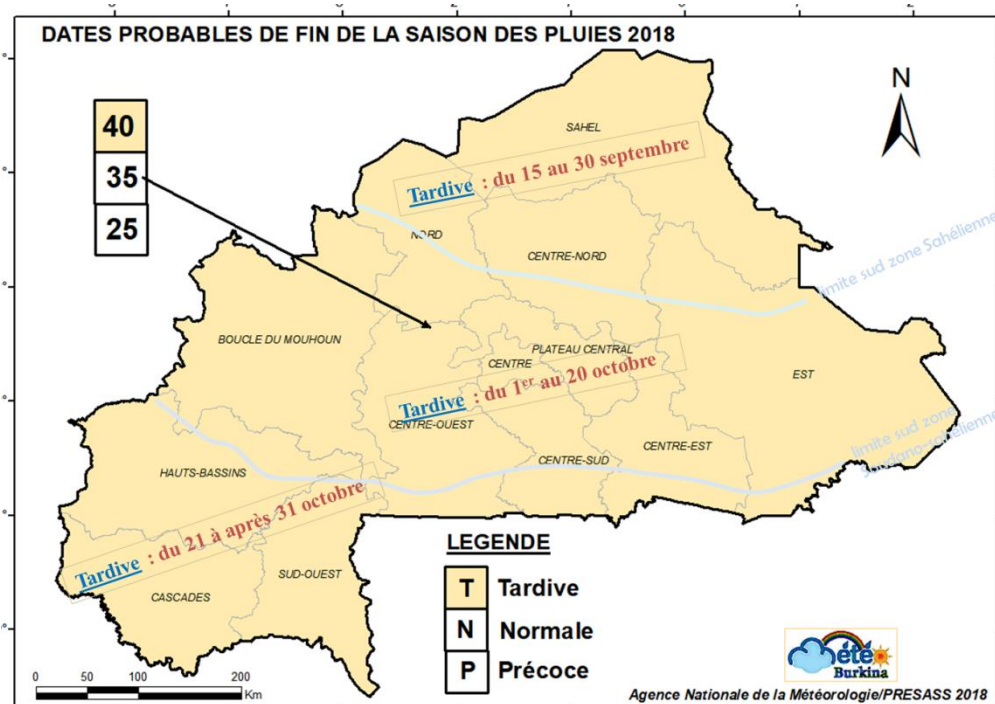 DATES PROBABLES DE FIN DE LA SAISON DES PLUIES 2018
N
40
35
25
SAHEL
Tardive : du 15 au 30 septembre
NORD
CENTRE-NORD
limite sud zone Sahélienne
BOUCLE DU MOUHOUN
PLATEAU CENTRAL
CENTRE
EST
Tardive : du 1er au 20 octobre
CENTRE-OUEST
CENTRE-EST
CENTRE-SUD
limite sud zone
Soudano-sahélienne
HAUTS-BASSINS
Tardive : du 21 à après 31 octobre
SUD-OUEST
CASCADES
LEGENDE
T Tardive
N Normale
P Précoce
0 50 100 200
Km
Météo
Burkina
Agence Nationale de la Météorologie/PRESASS 2018